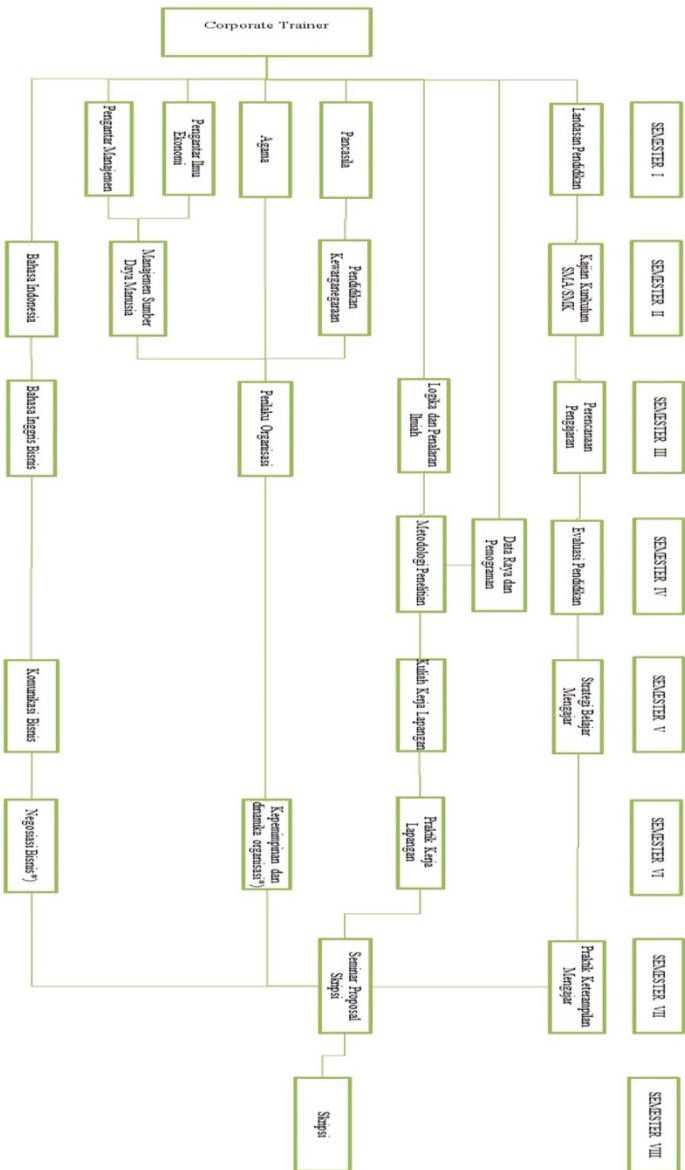 Corporate Trainer
SEMESTER I
SEMESTER II
SEMESTER III
SEMESTER IV
SEMESTER V
SEMESTER VI
SEMESTER VII
SEMESTER VIII
Landasan Pendidikan
Kajian Kurikulum
SMA/SMK
Perencanaan
Pengajaran
Evaluasi Pendidikan
Strategi Belajar
Mengajar
Praktik Keterampilan
Mengajar
Data Raya dan
Pemograman
Logika dan Penalaran
Ilmiah
Metodologi Penelitian
Kuliah Kerja Lapangan
Praktik Kerja
Lapangan
Pancasila
Pendidikan
Kewarganegaraan
Seminar Proposal
Skripsi
Skripsi
Agama
Perilaku Organisasi
Kepemimpinan dan
dinamika organisasi*)
Pengantar Ilmu
Ekonomi
Pengantar Manajemen
Manajemen Sumber
Daya Manusia
Bahasa Indonesia
Bahasa Inggris Bisnis
Komunikasi Bisnis
Negosiasi Bisnis*)